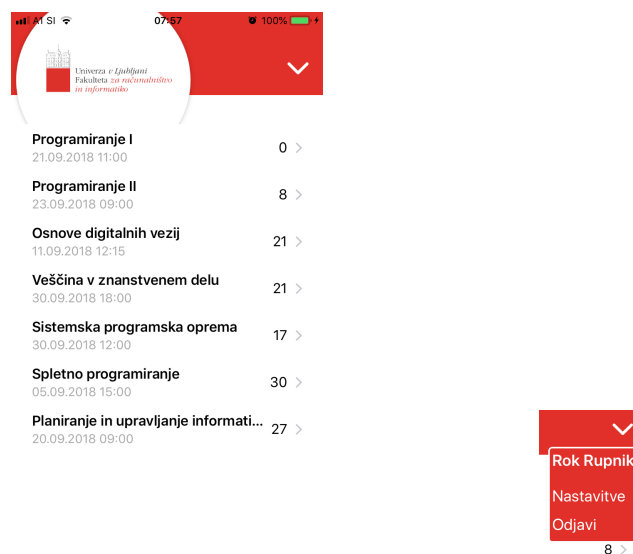 A1 SI 07:57 100%
Univerza v Ljubljani
Fakulteta za računalništvo
in informatiko
Programiranje I
21.09.2018 11:00
0
Programiranje II
23.09.2018 09:00
8
Osnove digitalnih vezij
11.09.2018 12:15
21
Veščina v znanstvenem delu
30.09.2018 18:00
21
Sistemska programska oprema
30.09.2018 12:00
17
Spletno programiranje
05.09.2018 15:00
30
Planiranje in upravljanje informati...
20.09.2018 09:00
27
Rok Rupnik
Nastavitve
Odjavi
8